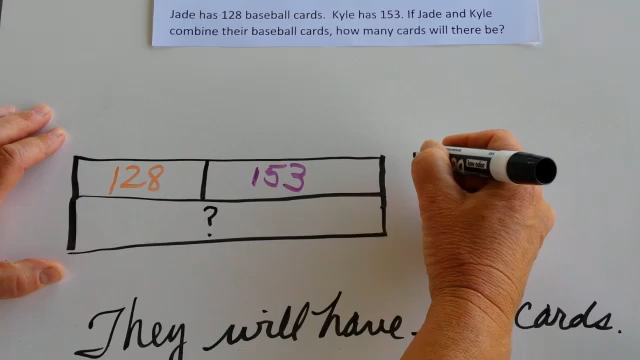 Jade has 128 baseball cards. Kyle has 153. If Jade and Kyle
combine their baseball cards, how many cards will there be?
128 153
?
They will have cards.